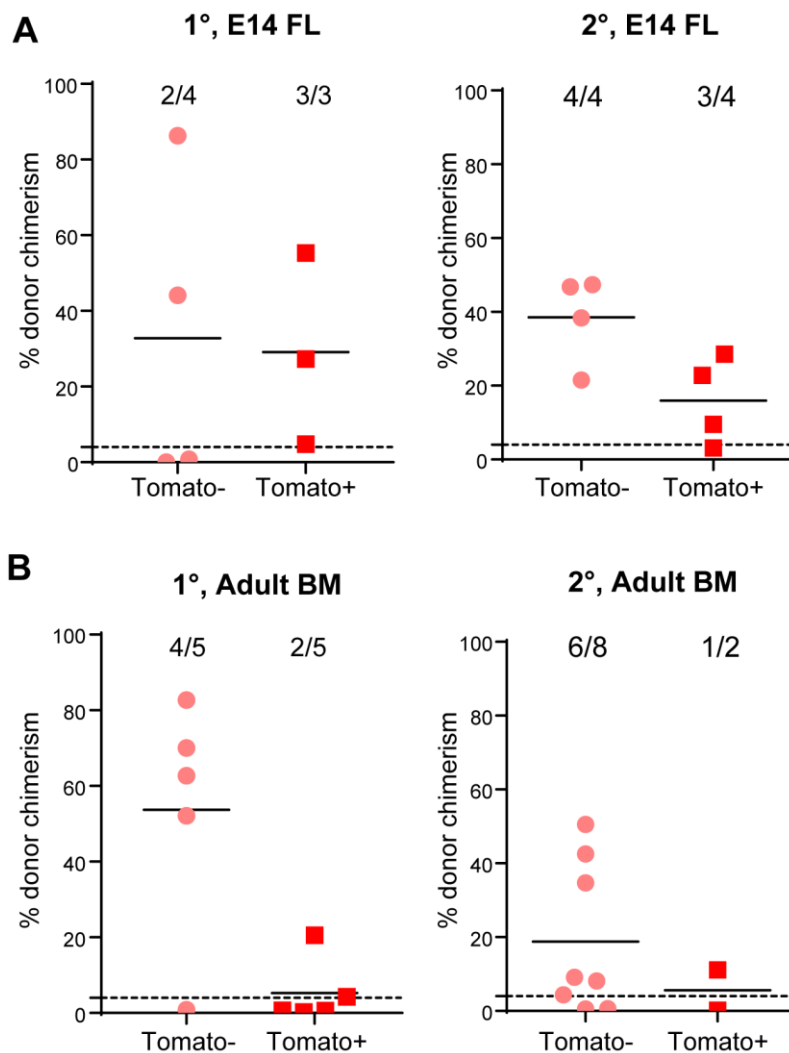 A
1°, E14 FL
2°, E14 FL
2/4
3/3
4/4
3/4
% donor chimerism
100
80
60
40
20
0
Tomato-
Tomato+
% donor chimerism
100
80
60
40
20
0
Tomato-
Tomato+
B
1°, Adult BM
2°, Adult BM
4/5
2/5
6/8
1/2
% donor chimerism
100
80
60
40
20
0
Tomato-
Tomato+
% donor chimerism
100
80
60
40
20
0
Tomato-
Tomato+